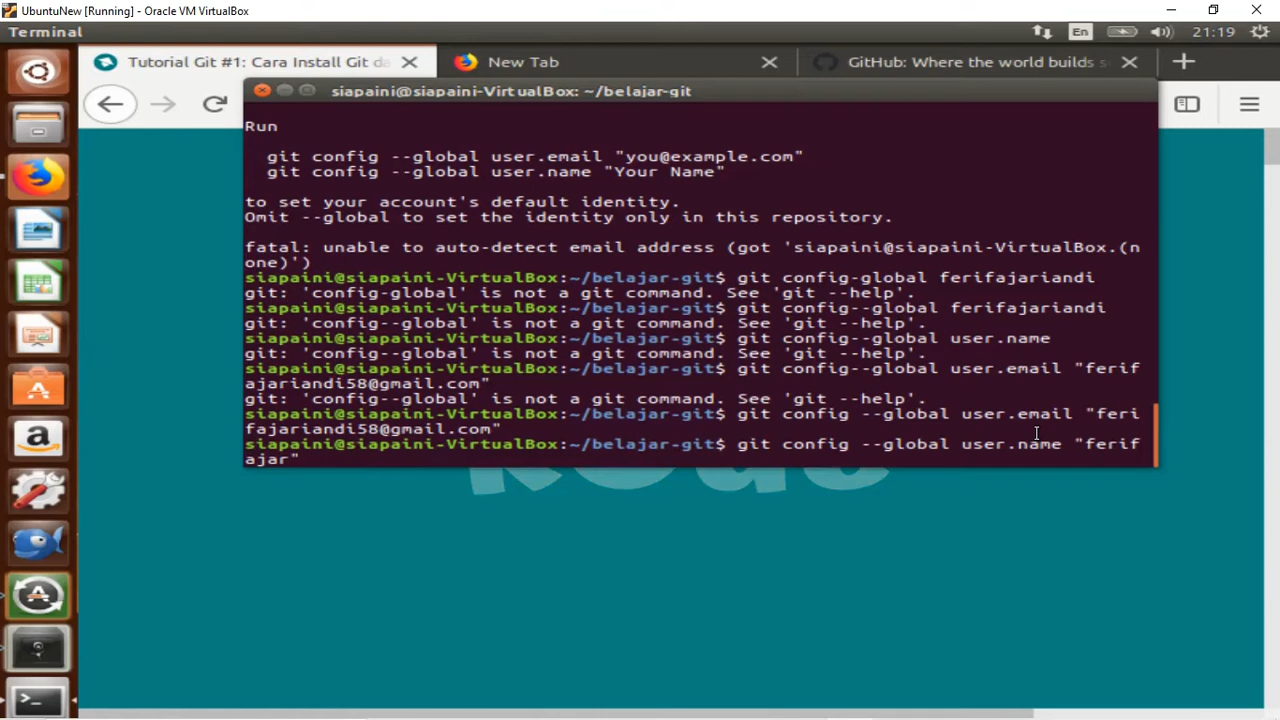 UbuntuNew [Running] - Oracle VM VirtualBox
Terminal
En
21:19
Tutorial Git #1: Cara Install Git da
New Tab
GitHub: Where the world builds s
siapaini@siapaini-VirtualBox: ~/belajar-git
Run
git config --global user.email "you@example.com"
git config --global user.name "Your Name"
to set your account's default identity.
Omit --global to set the identity only in this repository.
fatal: unable to auto-detect email address (got 'siapaini@siapaini-VirtualBox.(n
one)')
siapaini@siapaini-VirtualBox:~/belajar-git$ git config-global ferifajariandi
git: 'config-global' is not a git command. See 'git --help'.
siapaini@siapaini-VirtualBox:~/belajar-git$ git config--global ferifajariandi
git: 'config--global' is not a git command. See 'git --help'.
siapaini@siapaini-VirtualBox:~/belajar-git$ git config--global user.name
git: 'config--global' is not a git command. See 'git --help'.
siapaini@siapaini-VirtualBox:~/belajar-git$ git config--global user.email "ferif
ajariandi58@gmail.com"
git: 'config--global' is not a git command. See 'git --help'.
siapaini@siapaini-VirtualBox:~/belajar-git$ git config --global user.email "feri
fajariandi58@gmail.com"
siapaini@siapaini-VirtualBox:~/belajar-git$ git config --global user.name "ferif
ajar"